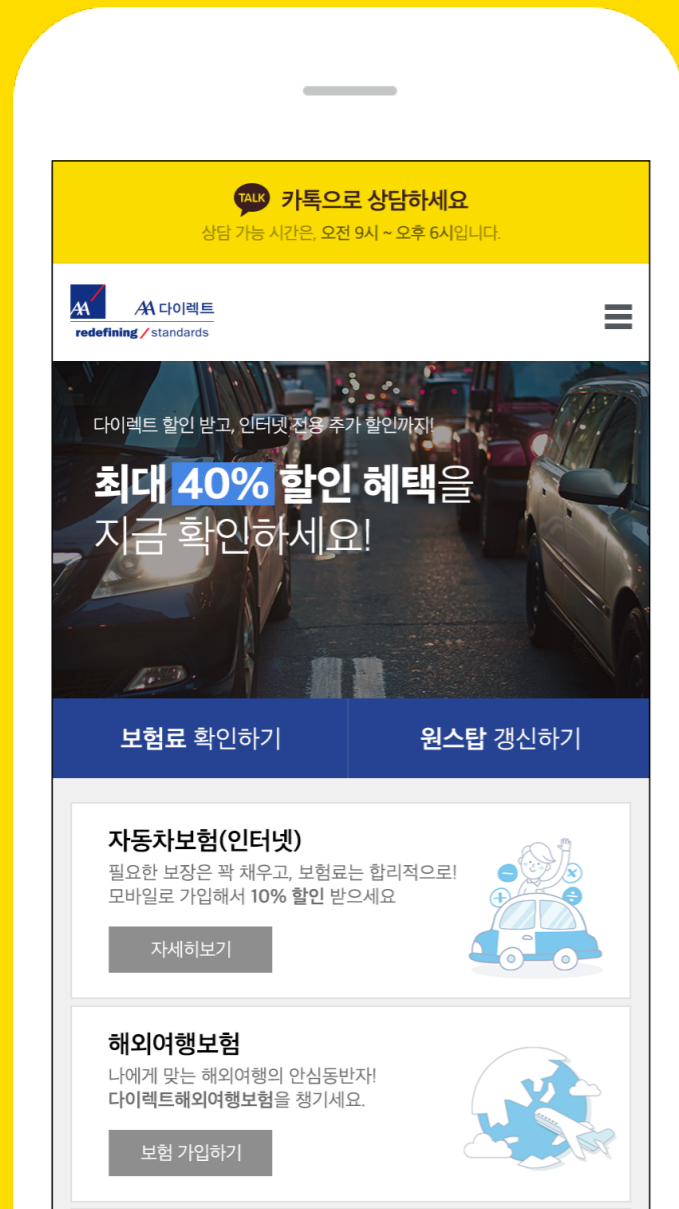 TALK 카톡으로 상담하세요
상담 가능 시간은, 오전 9시 ~ 오후 6시입니다.
다이렉트
redefining / standards
다이렉트 할인 받고, 인터넷 전용 추가 할인까지!
최대 40% 할인 혜택을
지금 확인하세요!
보험료 확인하기
원스탑 갱신하기
자동차보험(인터넷)
필요한 보장은 꽉 채우고, 보험료는 합리적으로!
모바일로 가입해서 10% 할인 받으세요
자세히보기
해외여행보험
나에게 맞는 해외여행의 안심동반자!
다이렉트해외여행보험을 챙기세요.
보험 가입하기